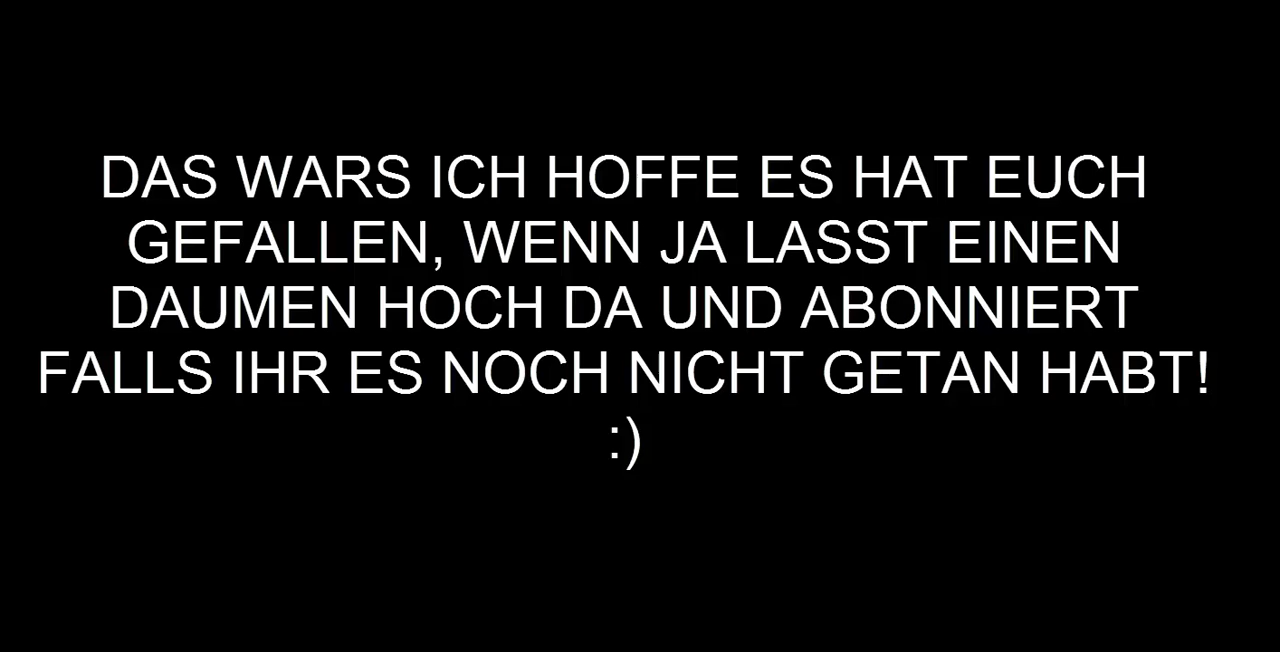 DAS WARS ICH HOFFE ES HAT EUCH
GEFALLEN, WENN JA LASST EINEN
DAUMEN HOCH DA UND ABONNIERT
FALLS IHR ES NOCH NICHT GETAN HABT!
:)